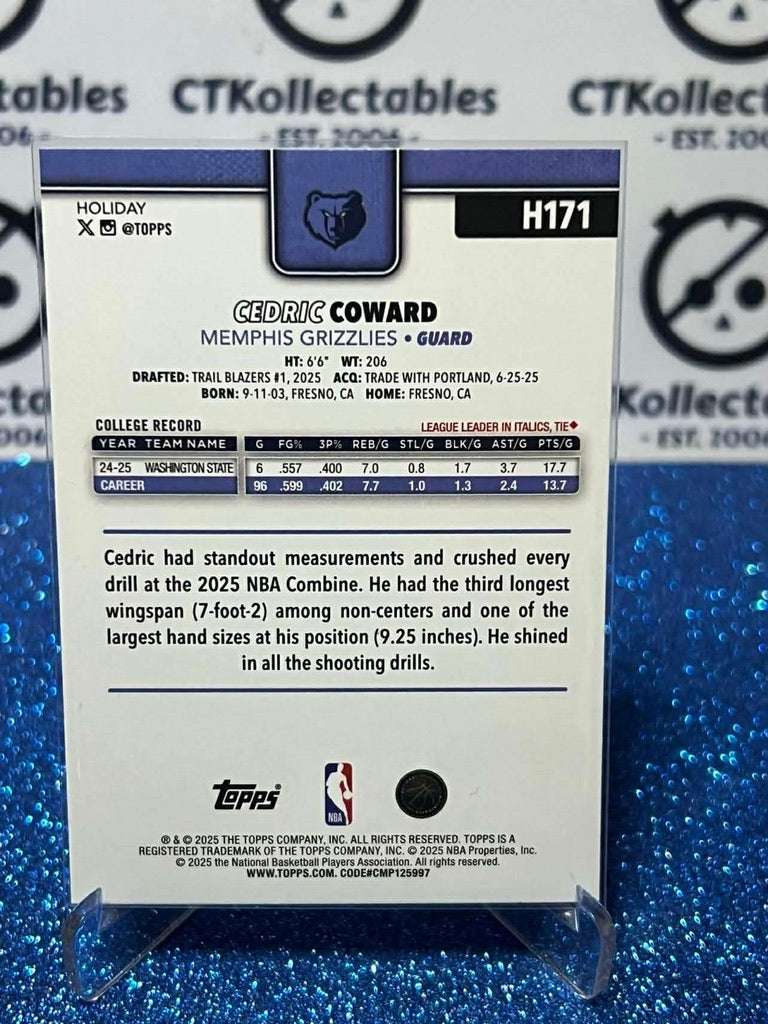 ctables CTKollectables CTKollec
06 - - EST. 2006 - - EST. 200
HOLIDAY
X @TOPPS
H171
CEDRIC COWARD
MEMPHIS GRIZZLIES • GUARD
HT: 6'6" WT: 206
DRAFTED: TRAIL BLAZERS #1, 2025 ACQ: TRADE WITH PORTLAND, 6-25-25
BORN: 9-11-03, FRESNO, CA HOME: FRESNO, CA
COLLEGE RECORD LEAGUE LEADER IN ITALICS, TIE♦
YEAR TEAM NAME G FG% 3P% REB/G STL/G BLK/G AST/G PTS/G
24-25 WASHINGTON STATE 6 .557 .400 7.0 0.8 1.7 3.7 17.7
CAREER 96 .599 .402 7.7 1.0 1.3 2.4 13.7
Cedric had standout measurements and crushed every
drill at the 2025 NBA Combine. He had the third longest
wingspan (7-foot-2) among non-centers and one of the
largest hand sizes at his position (9.25 inches). He shined
in all the shooting drills.
Topps® NBA
® & © 2025 THE TOPPS COMPANY, INC. ALL RIGHTS RESERVED. TOPPS IS A
REGISTERED TRADEMARK OF THE TOPPS COMPANY, INC. © 2025 NBA Properties, Inc.
© 2025 the National Basketball Players Association. All rights reserved.
WWW.TOPPS.COM. CODE#CMP125997